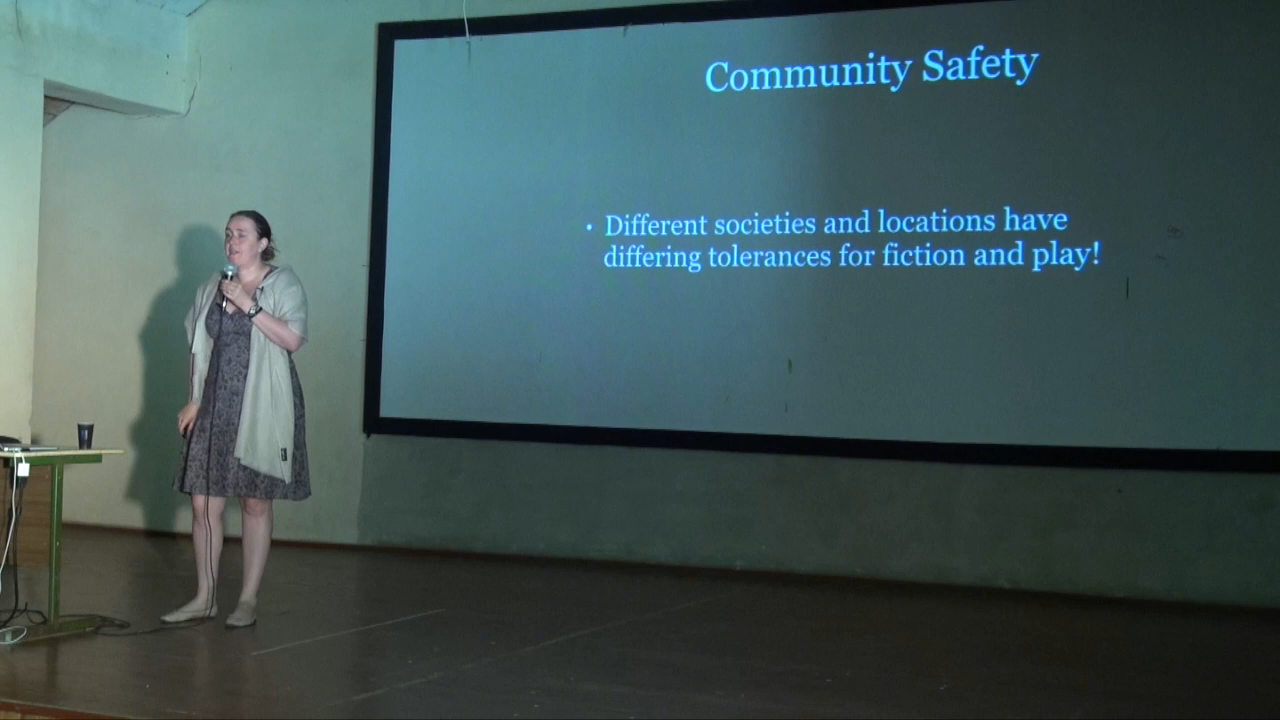 Community Safety
• Different societies and locations have
differing tolerances for fiction and play!